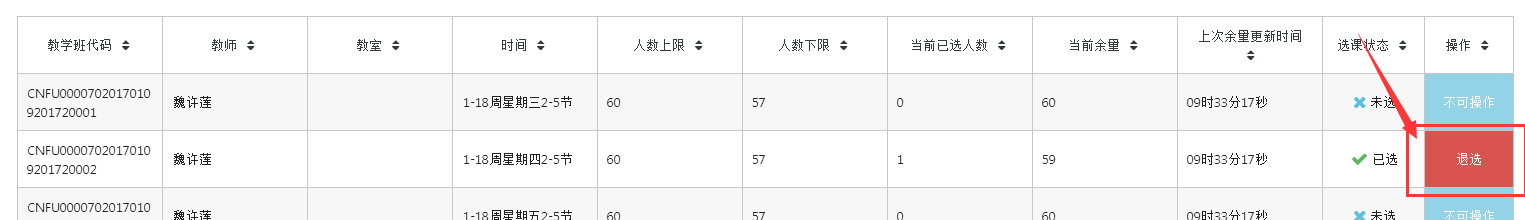 教学班代码 教师 教室 时间 人数上限 人数下限 当前已选人数 当前余量 上次余量更新时间 选课状态 操作
CNFU00007020170109201720001 魏许莲 1-18周星期三2-5节 60 57 0 60 09时33分17秒 未选 不可操作
CNFU00007020170109201720002 魏许莲 1-18周星期四2-5节 60 57 1 59 09时33分17秒 已选 退选
CNFU0000702017010 魏许莲 1-18周星期五2-5节 60 57 0 60 09时33分17秒 未选 不可操作